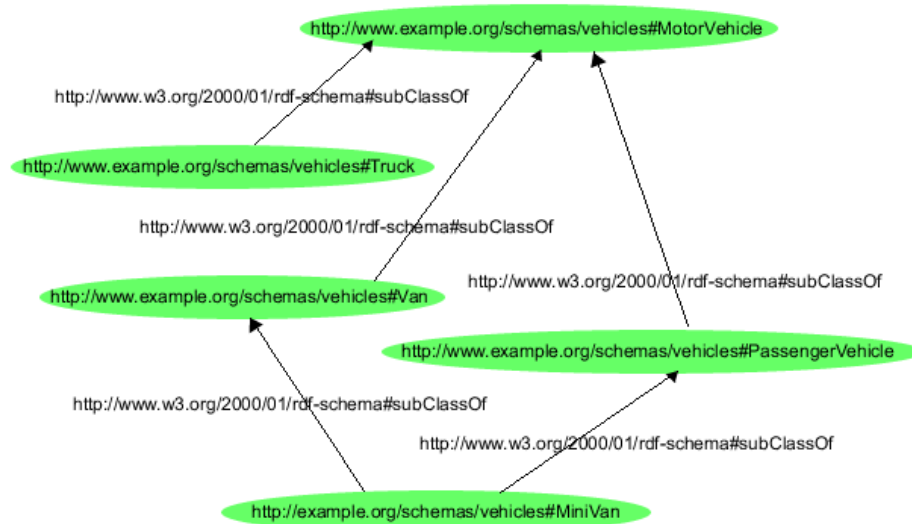 http://www.example.org/schemas/vehicles#MotorVehicle
http://www.w3.org/2000/01/rdf-schema#subClassOf
http://www.example.org/schemas/vehicles#Truck
http://www.w3.org/2000/01/rdf-schema#subClassOf
http://www.w3.org/2000/01/rdf-schema#subClassOf
http://www.example.org/schemas/vehicles#Van
http://www.example.org/schemas/vehicles#PassengerVehicle
http://www.w3.org/2000/01/rdf-schema#subClassOf
http://www.w3.org/2000/01/rdf-schema#subClassOf
http://example.org/schemas/vehicles#MiniVan